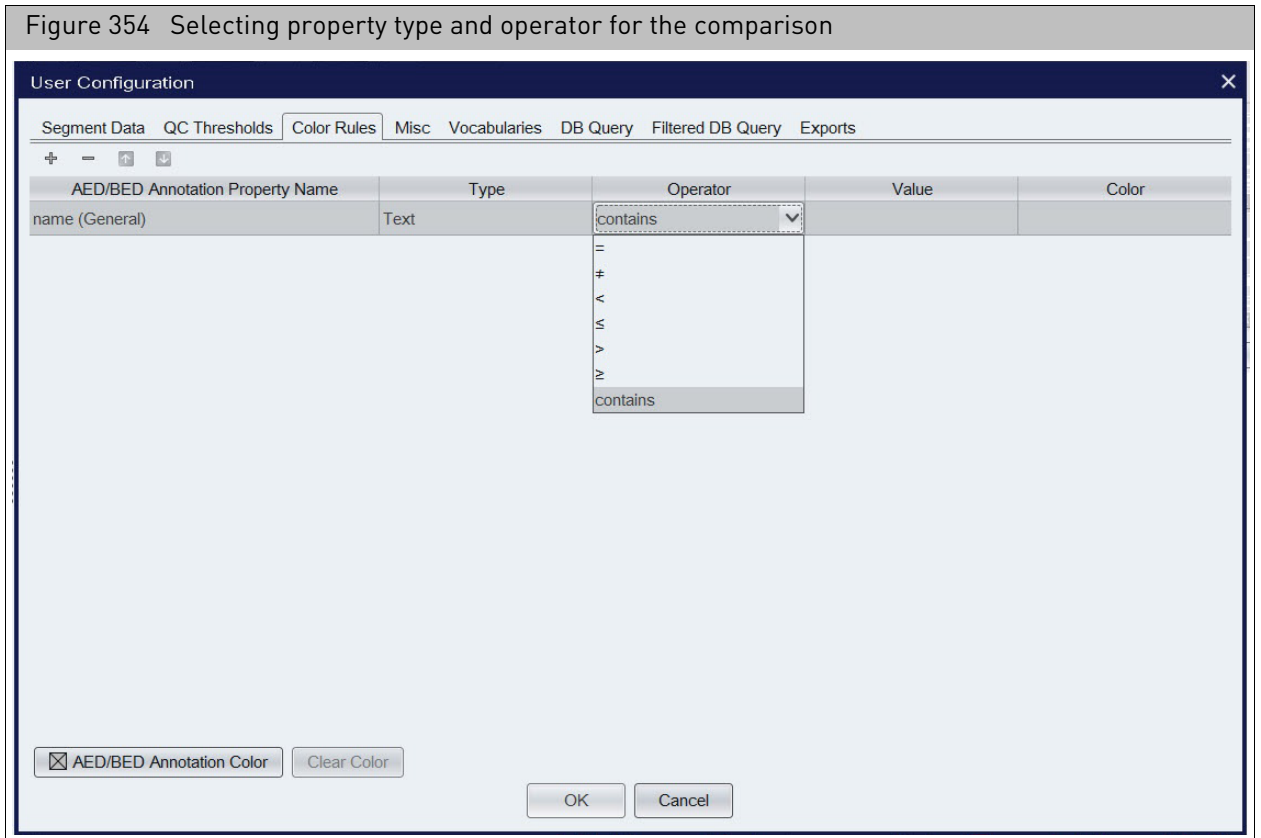 Figure 354 Selecting property type and operator for the comparison
User Configuration
Segment Data QC Thresholds Color Rules Misc Vocabularies DB Query Filtered DB Query Exports
AED/BED Annotation Property Name Type Operator Value Color
name (General) Text contains
=
≠
<
≤
>
≥
contains
AED/BED Annotation Color Clear Color
OK Cancel